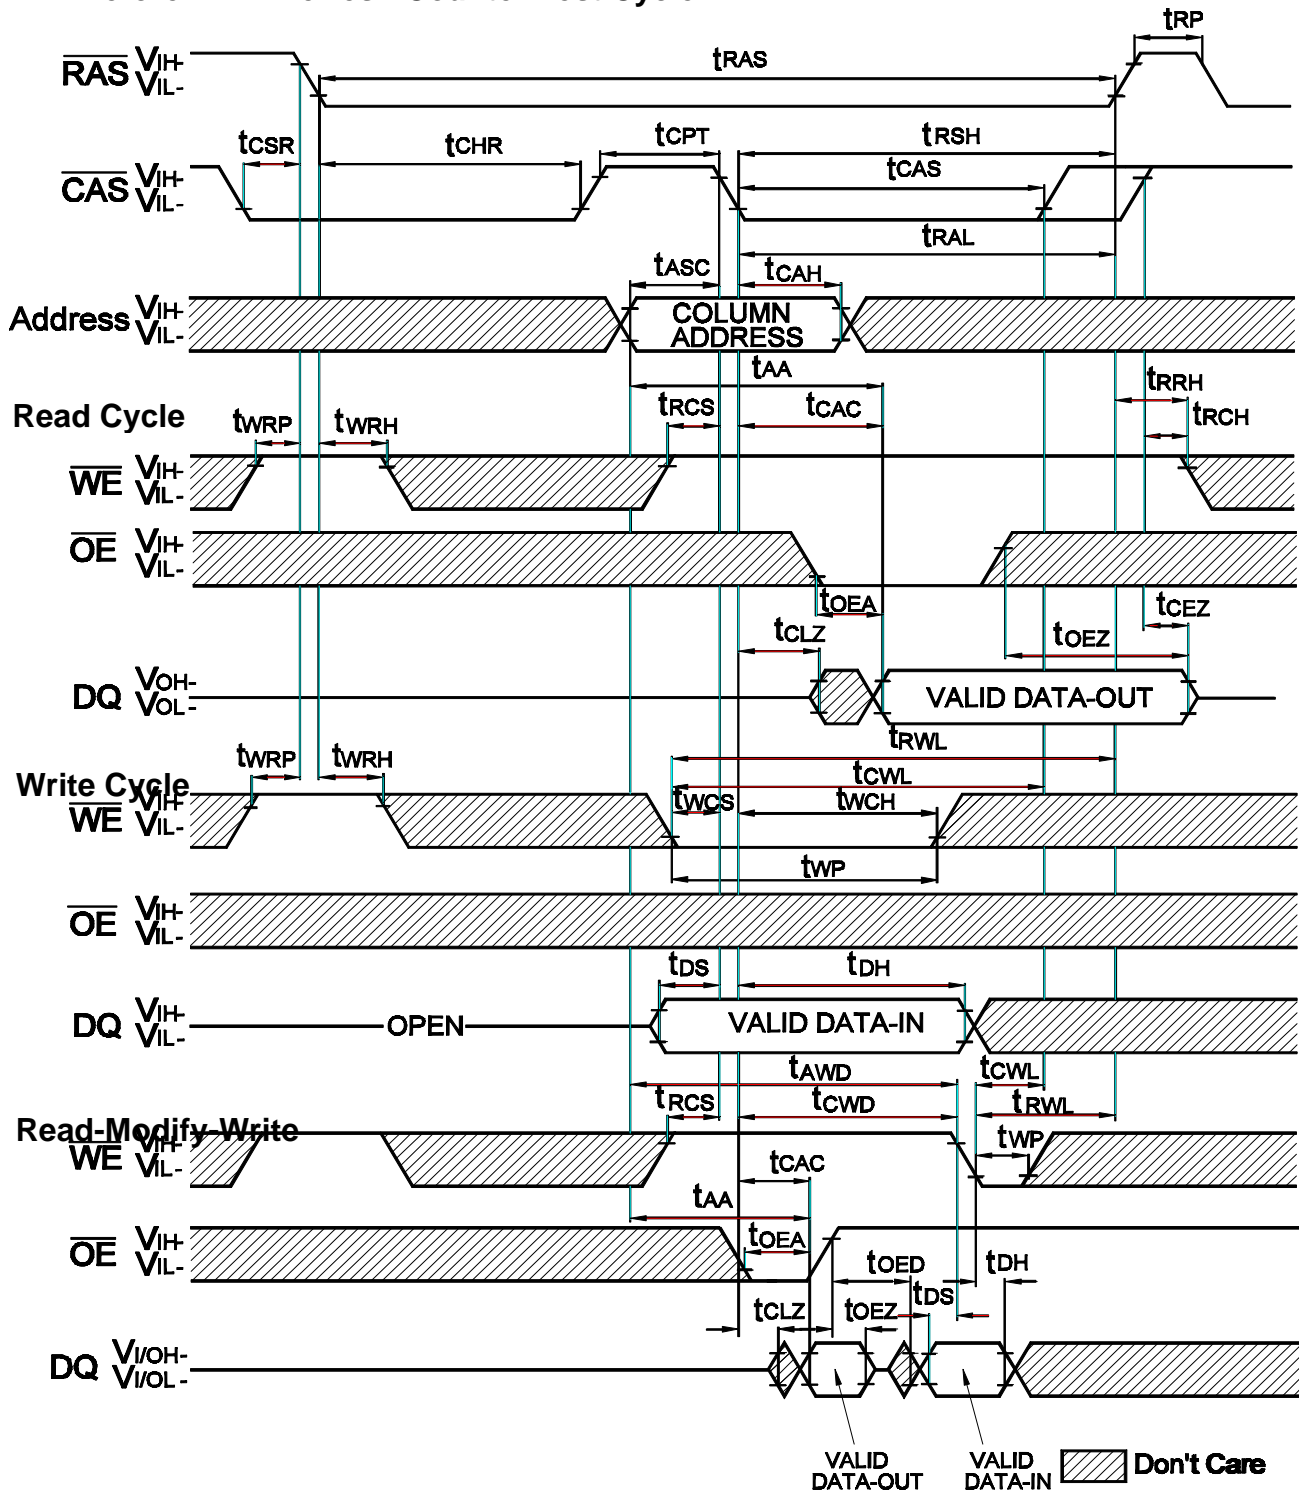 tRP
RAS VIH-
VIL-
tRAS
tCSR tCHR tCPT tRSH
CAS VIH-
VIL-
tCAS
tRAL
tASC tCAH
Address VIH-
VIL-
COLUMN
ADDRESS
tAA
tRRH
Read Cycle
tWRP tWRH tRCS tCAC tRCH
WE VIH-
VIL-
OE VIH-
VIL-
tOEA tCEZ
tCLZ tOEZ
DQ VOH-
VOL-
VALID DATA-OUT
tWRP tWRH tRWL
Write Cycle
tCWL
WE VIH-
VIL-
tWCS tWCH
tWP
OE VIH-
VIL-
tDS tDH
DQ VIH-
VIL-
OPEN VALID DATA-IN
tAWD tCWL
tRCS tCWD tRWL
Read-Modify-Write
WE VIH-
VIL-
tWP
tCAC
tAA
OE VIH-
VIL-
tOEA tOED tDH
tCLZ tOEZ tDS
DQ VI/OH-
VI/OL-
VALID
DATA-OUT
VALID
DATA-IN
Don't Care